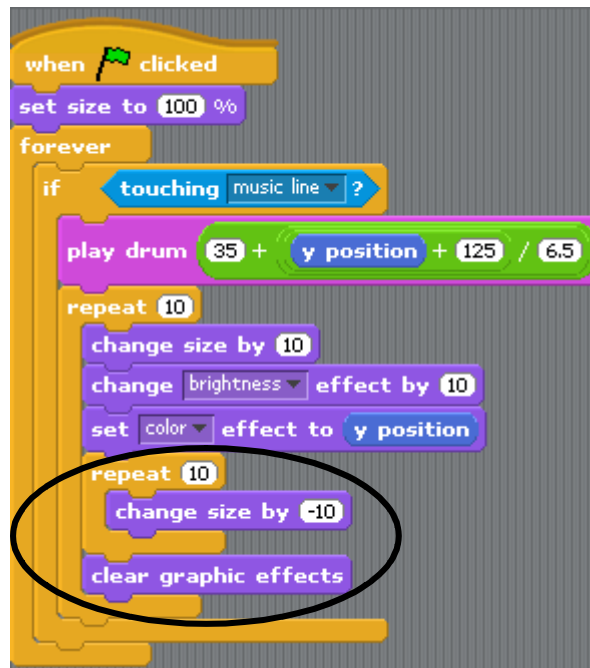 when clicked
set size to 100 %
forever
if touching music line ?
play drum 35 + y position + 125 / 6.5
repeat 10
change size by 10
change brightness effect by 10
set color effect to y position
repeat 10
change size by -10
clear graphic effects